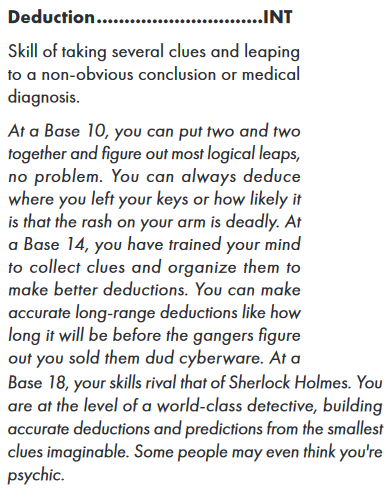 Deduction..............................INT
Skill of taking several clues and leaping
to a non-obvious conclusion or medical
diagnosis.
At a Base 10, you can put two and two
together and figure out most logical leaps,
no problem. You can always deduce
where you left your keys or how likely it
is that the rash on your arm is deadly. At
a Base 14, you have trained your mind
to collect clues and organize them to
make better deductions. You can make
accurate long-range deductions like how
long it will be before the gangers figure
out you sold them dud cyberware. At a
Base 18, your skills rival that of Sherlock Holmes. You
are at the level of a world-class detective, building
accurate deductions and predictions from the smallest
clues imaginable. Some people may even think you're
psychic.